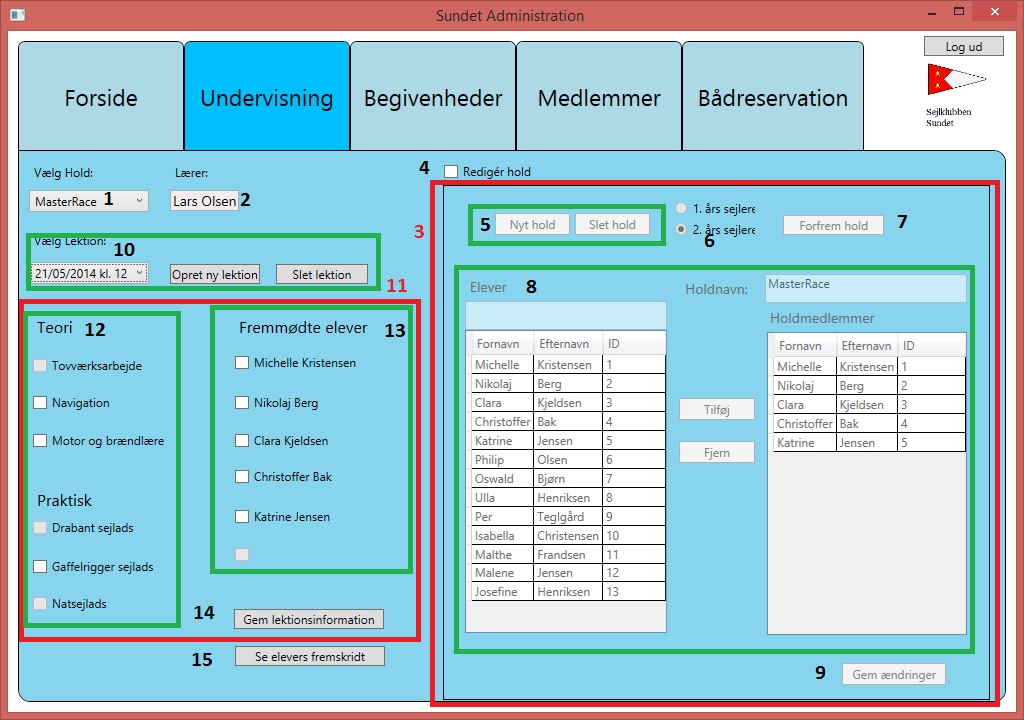 Sundet Administration
Log ud
Forside
Undervisning
Begivenheder
Medlemmer
Bådreservation
Sejlklubben
Sundet
Vælg Hold:
Lærer:
MasterRace 1
Lars Olsen 2
4 Redigér hold
3
5 Nyt hold
Slet hold
1. års sejlere
2. års sejlere
6
Forfrem hold
7
Vælg Lektion:
10
21/05/2014 kl. 12
Opret ny lektion
Slet lektion
11
Teori 12
Tovværksarbejde
Navigation
Motor og brændlære
Praktisk
Drabant sejlads
Gaffelrigger sejlads
Natsejlads
Fremmødte elever 13
Michelle Kristensen
Nikolaj Berg
Clara Kjeldsen
Christoffer Bak
Katrine Jensen
14 Gem lektionsinformation
15 Se elevers fremskridt
Elever 8
Fornavn Efternavn ID
Michelle Kristensen 1
Nikolaj Berg 2
Clara Kjeldsen 3
Christoffer Bak 4
Katrine Jensen 5
Philip Olsen 6
Oswald Bjørn 7
Ulla Henriksen 8
Per Teglgård 9
Isabella Christensen 10
Malthe Frandsen 11
Malene Jensen 12
Josefine Henriksen 13
Tilføj
Fjern
Holdnavn: MasterRace
Holdmedlemmer
Fornavn Efternavn ID
Michelle Kristensen 1
Nikolaj Berg 2
Clara Kjeldsen 3
Christoffer Bak 4
Katrine Jensen 5
9 Gem ændringer